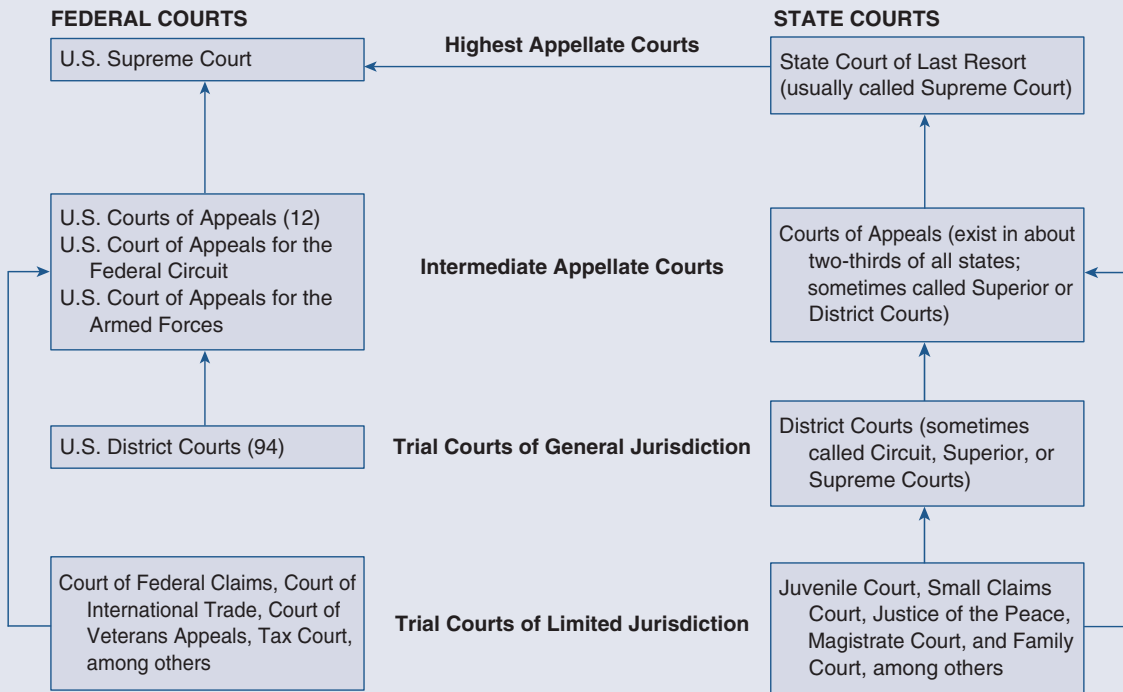 FEDERAL COURTS
STATE COURTS
U.S. Supreme Court
Highest Appellate Courts
State Court of Last Resort
(usually called Supreme Court)
U.S. Courts of Appeals (12)
U.S. Court of Appeals for the
Federal Circuit
U.S. Court of Appeals for the
Armed Forces
Intermediate Appellate Courts
Courts of Appeals (exist in about
two-thirds of all states;
sometimes called Superior or
District Courts)
U.S. District Courts (94)
Trial Courts of General Jurisdiction
District Courts (sometimes
called Circuit, Superior, or
Supreme Courts)
Court of Federal Claims, Court of
International Trade, Court of
Veterans Appeals, Tax Court,
among others
Trial Courts of Limited Jurisdiction
Juvenile Court, Small Claims
Court, Justice of the Peace,
Magistrate Court, and Family
Court, among others